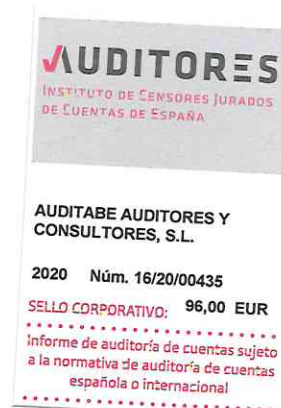 AUDITORES
INSTITUTO DE CENSORES JURADOS
DE CUENTAS DE ESPAÑA
AUDITABE AUDITORES Y
CONSULTORES, S.L.
2020 Núm. 16/20/00435
SELLO CORPORATIVO: 96,00 EUR
Informe de auditoría de cuentas sujeto
a la normativa de auditoría de cuentas
española o internacional